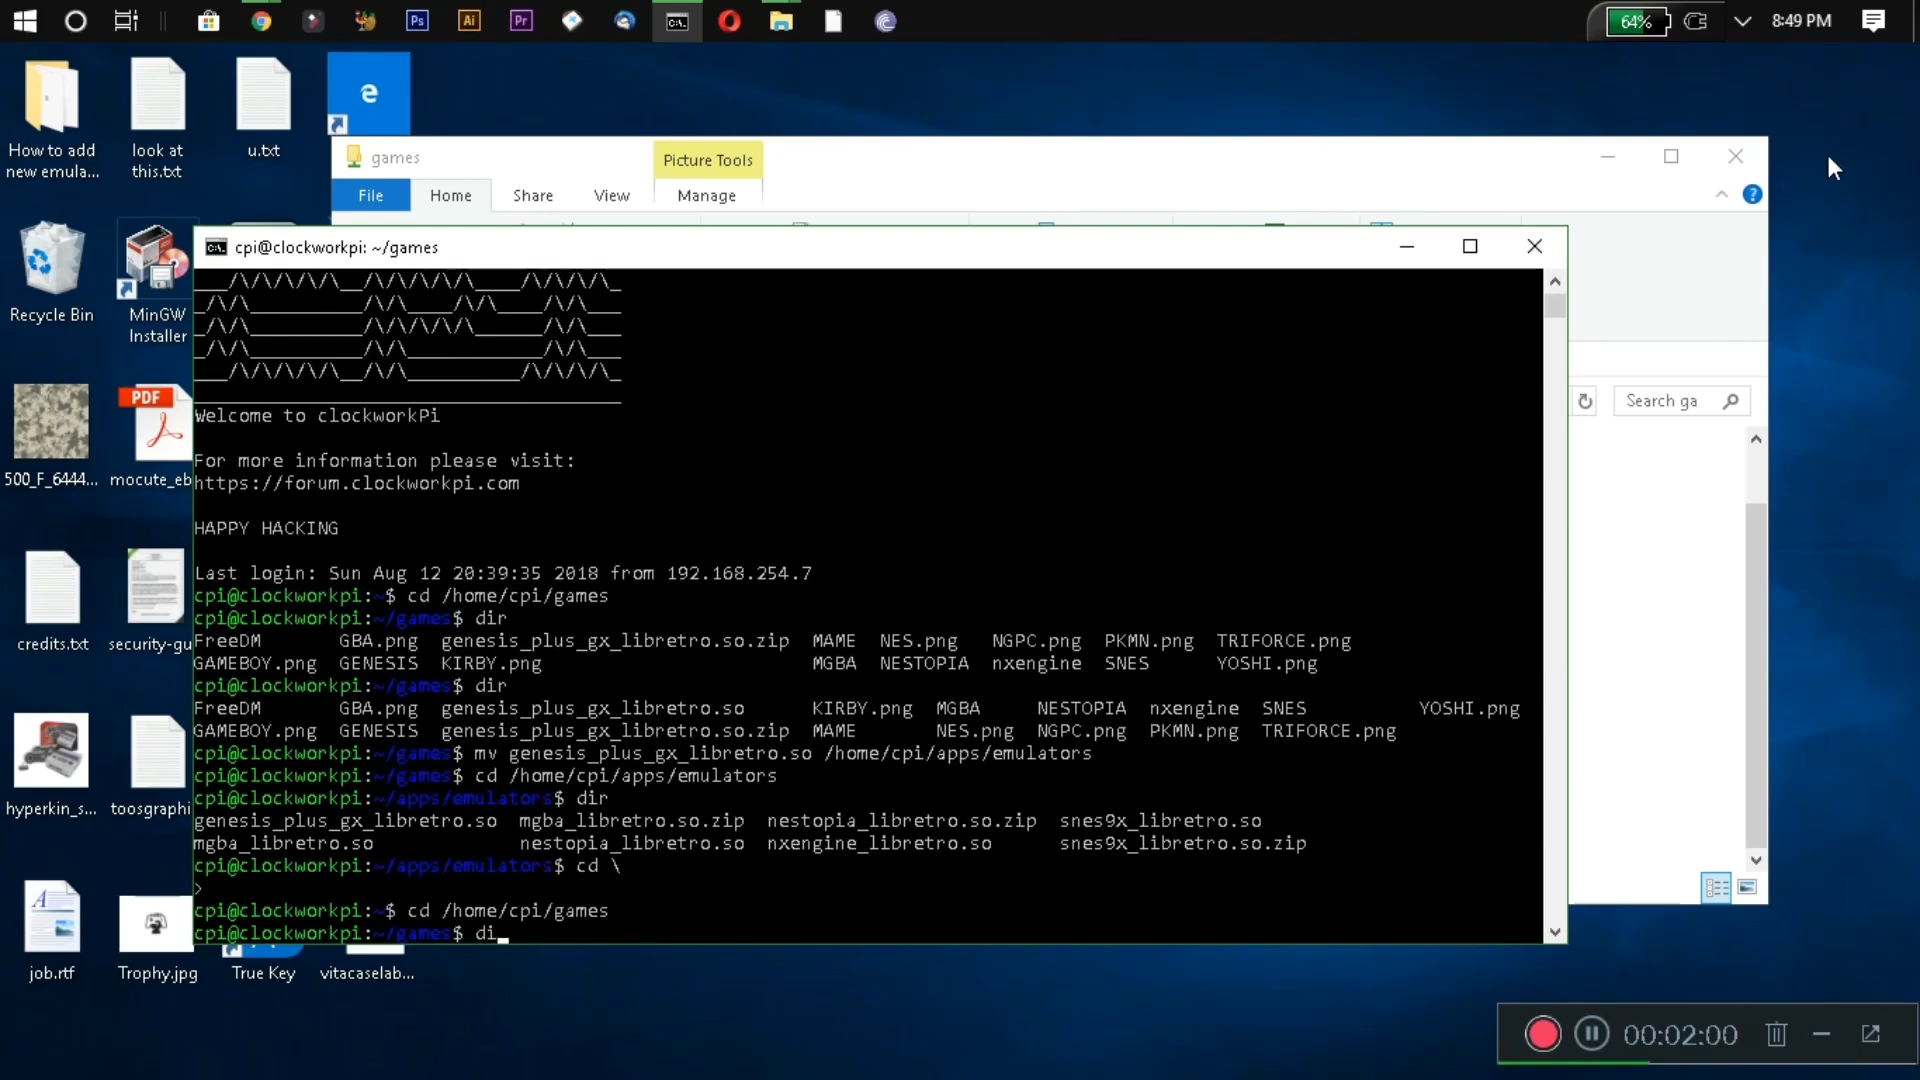 Ps Ai Pr
64%
8:49 PM
How to add
new emula...
look at
this.txt
u.txt
games
Picture Tools
File Home Share View Manage
Recycle Bin
MinGW
Installer
cpi@clockworkpi: ~/games
Search ga
PDF
500_F_6444...
mocute_eb
Welcome to clockworkPi
For more information please visit:
https://forum.clockworkpi.com
HAPPY HACKING
Last login: Sun Aug 12 20:39:35 2018 from 192.168.254.7
cpi@clockworkpi:~$ cd /home/cpi/games
cpi@clockworkpi:~/games$ dir
FreeDM GBA.png genesis_plus_gx_libretro.so.zip MAME NES.png NGPC.png PKMN.png TRIFORCE.png
GAMEBOY.png GENESIS KIRBY.png MGBA NESTOPIA nxengine SNES YOSHI.png
cpi@clockworkpi:~/games$ dir
FreeDM GBA.png genesis_plus_gx_libretro.so KIRBY.png MGBA NESTOPIA nxengine SNES YOSHI.png
GAMEBOY.png GENESIS genesis_plus_gx_libretro.so.zip MAME NES.png NGPC.png PKMN.png TRIFORCE.png
cpi@clockworkpi:~/games$ mv genesis_plus_gx_libretro.so /home/cpi/apps/emulators
cpi@clockworkpi:~/games$ cd /home/cpi/apps/emulators
cpi@clockworkpi:~/apps/emulators$ dir
genesis_plus_gx_libretro.so mgba_libretro.so.zip nestopia_libretro.so.zip snes9x_libretro.so
mgba_libretro.so nestopia_libretro.so nxengine_libretro.so snes9x_libretro.so.zip
cpi@clockworkpi:~/apps/emulators$ cd \
>
cpi@clockworkpi:~$ cd /home/cpi/games
cpi@clockworkpi:~/games$ di
credits.txt
security-gu
hyperkin_s...
toosgraphi
job.rtf
Trophy.jpg
True Key
vitacaselab...
00:02:00